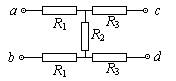 a R₁ R₃ c
R₂
b R₁ R₃ d